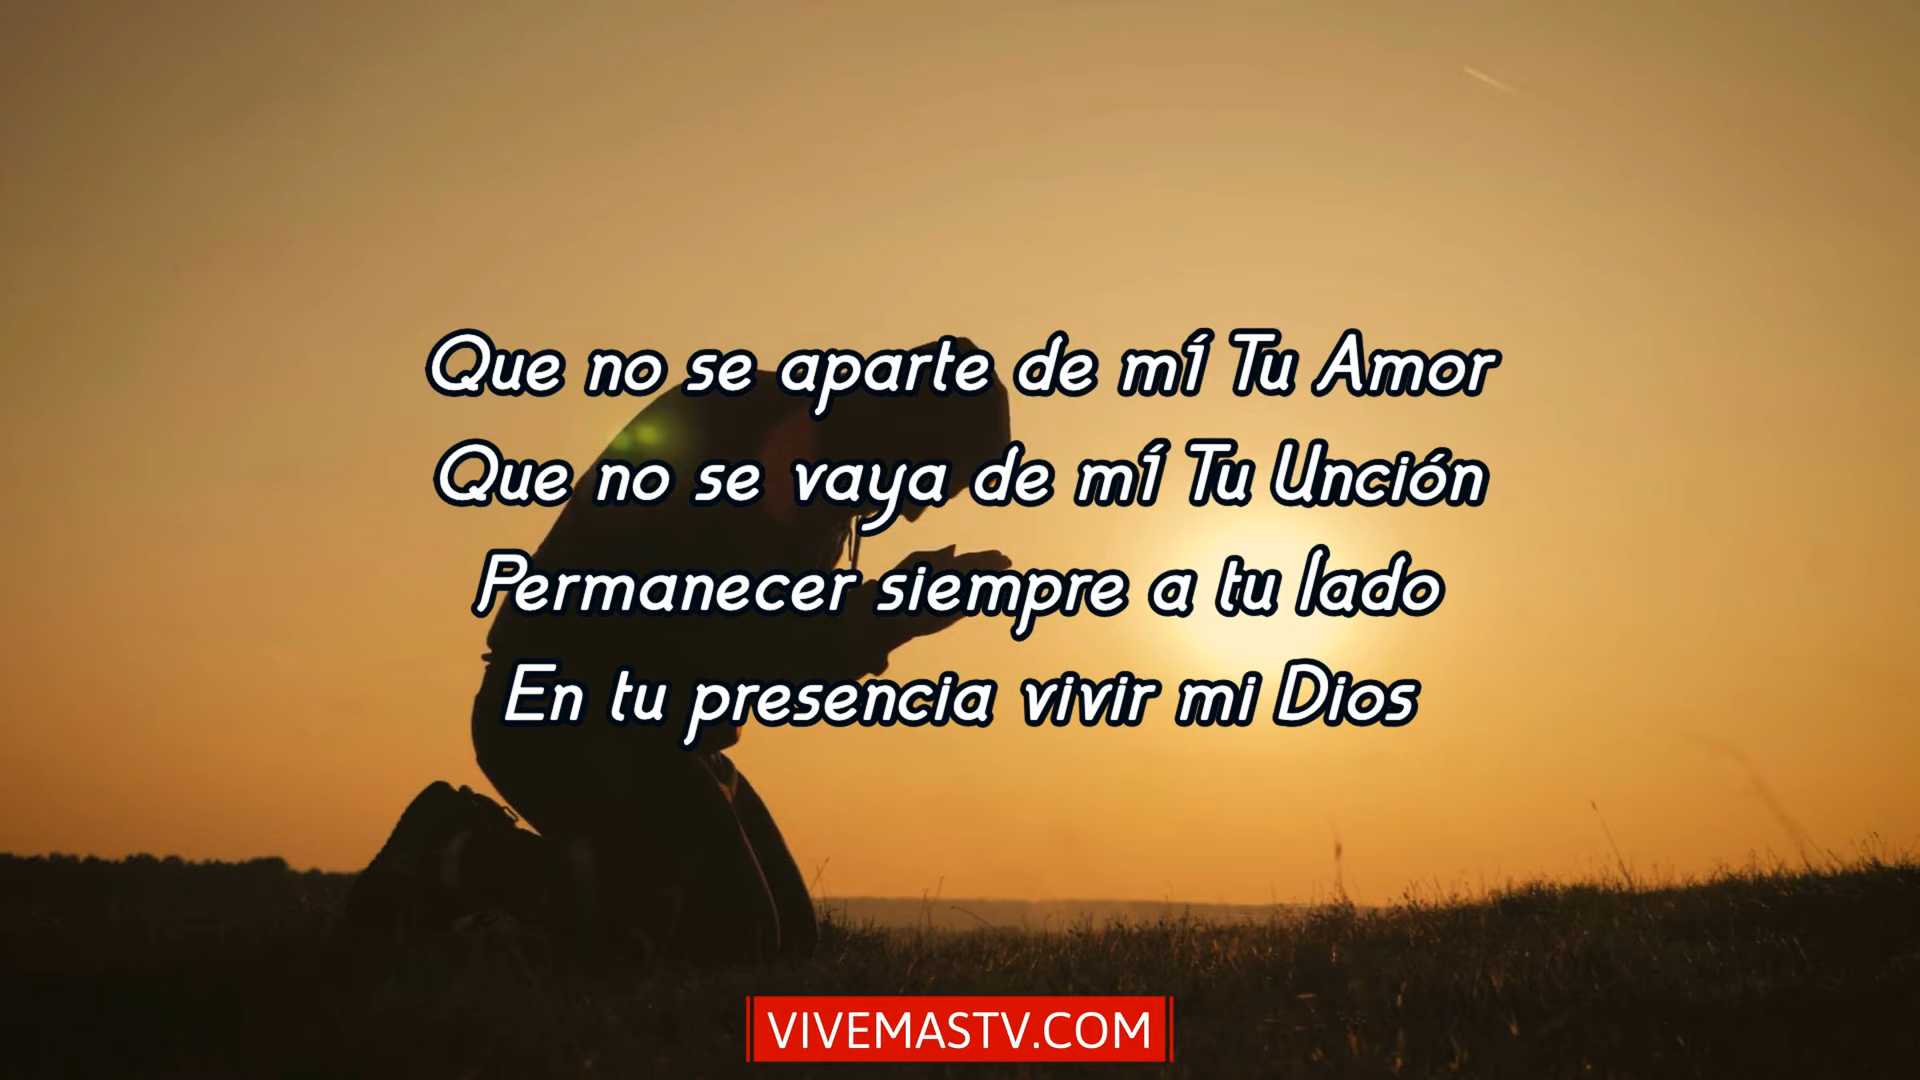 Que no se aparte de mí Tu Amor
Que no se vaya de mí Tu Unción
Permanecer siempre a tu lado
En tu presencia vivir mi Dios
VIVEMASTV.COM